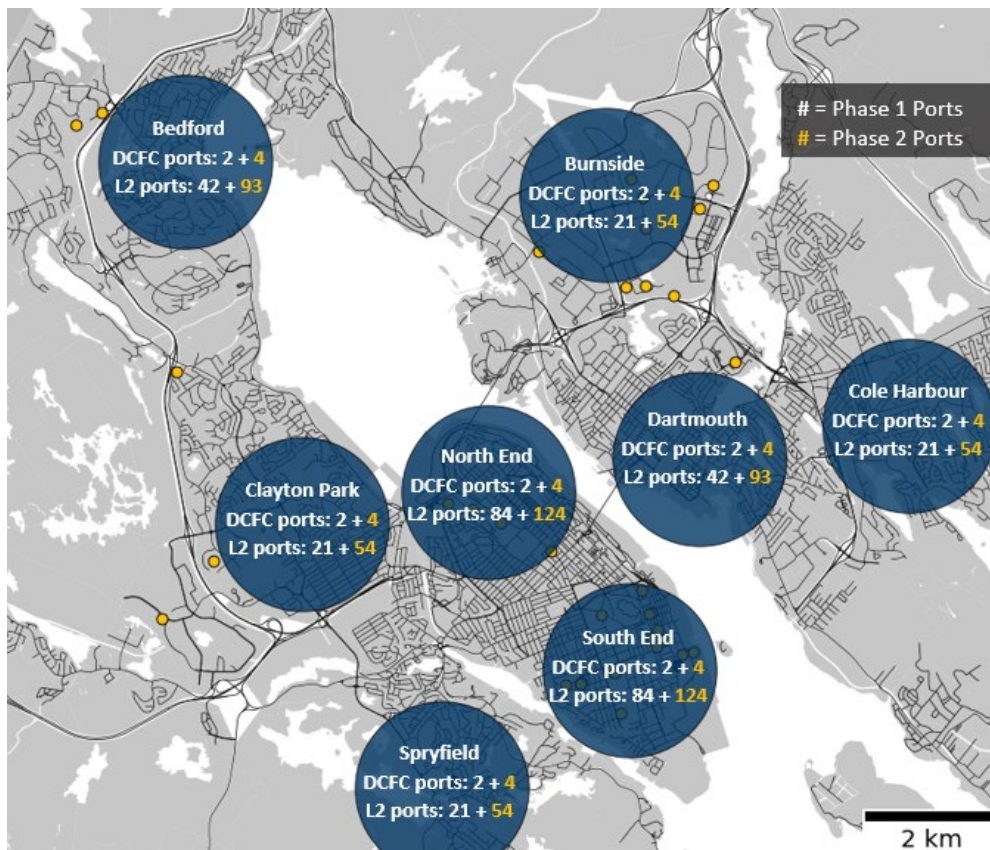 Bedford
DCFC ports: 2 + 4
L2 ports: 42 + 93
# = Phase 1 Ports
# = Phase 2 Ports
Burnside
DCFC ports: 2 + 4
L2 ports: 21 + 54
Cole Harbour
DCFC ports: 2 + 4
L2 ports: 21 + 54
Dartmouth
DCFC ports: 2 + 4
L2 ports: 42 + 93
North End
DCFC ports: 2 + 4
L2 ports: 84 + 124
Clayton Park
DCFC ports: 2 + 4
L2 ports: 21 + 54
South End
DCFC ports: 2 + 4
L2 ports: 84 + 124
Spryfield
DCFC ports: 2 + 4
L2 ports: 21 + 54
2 km